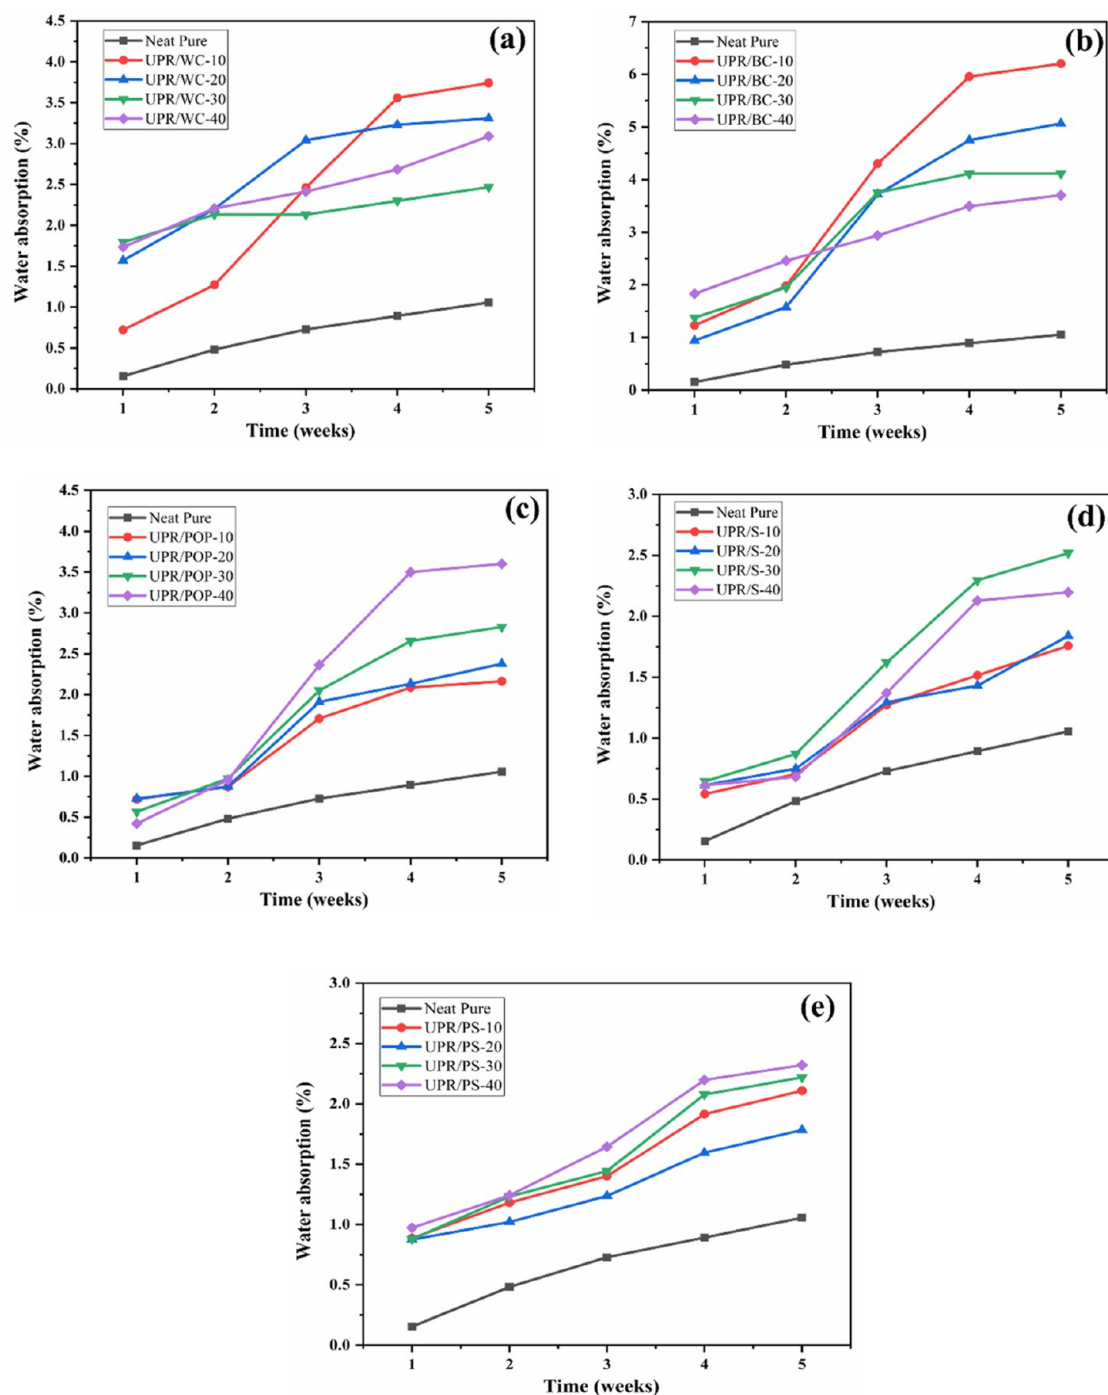 (a)
Neat Pure
UPR/WC-10
UPR/WC-20
UPR/WC-30
UPR/WC-40
Water absorption (%)
4.5
4.0
3.5
3.0
2.5
2.0
1.5
1.0
0.5
0.0
1 2 3 4 5
Time (weeks)
(b)
Neat Pure
UPR/BC-10
UPR/BC-20
UPR/BC-30
UPR/BC-40
Water absorption (%)
7
6
5
4
3
2
1
0
1 2 3 4 5
Time (weeks)
(c)
Neat Pure
UPR/POP-10
UPR/POP-20
UPR/POP-30
UPR/POP-40
Water absorption (%)
4.5
4.0
3.5
3.0
2.5
2.0
1.5
1.0
0.5
0.0
1 2 3 4 5
Time (weeks)
(d)
Neat Pure
UPR/S-10
UPR/S-20
UPR/S-30
UPR/S-40
Water absorption (%)
3.0
2.5
2.0
1.5
1.0
0.5
0.0
1 2 3 4 5
Time (weeks)
(e)
Neat Pure
UPR/PS-10
UPR/PS-20
UPR/PS-30
UPR/PS-40
Water absorption (%)
3.0
2.5
2.0
1.5
1.0
0.5
0.0
1 2 3 4 5
Time (weeks)